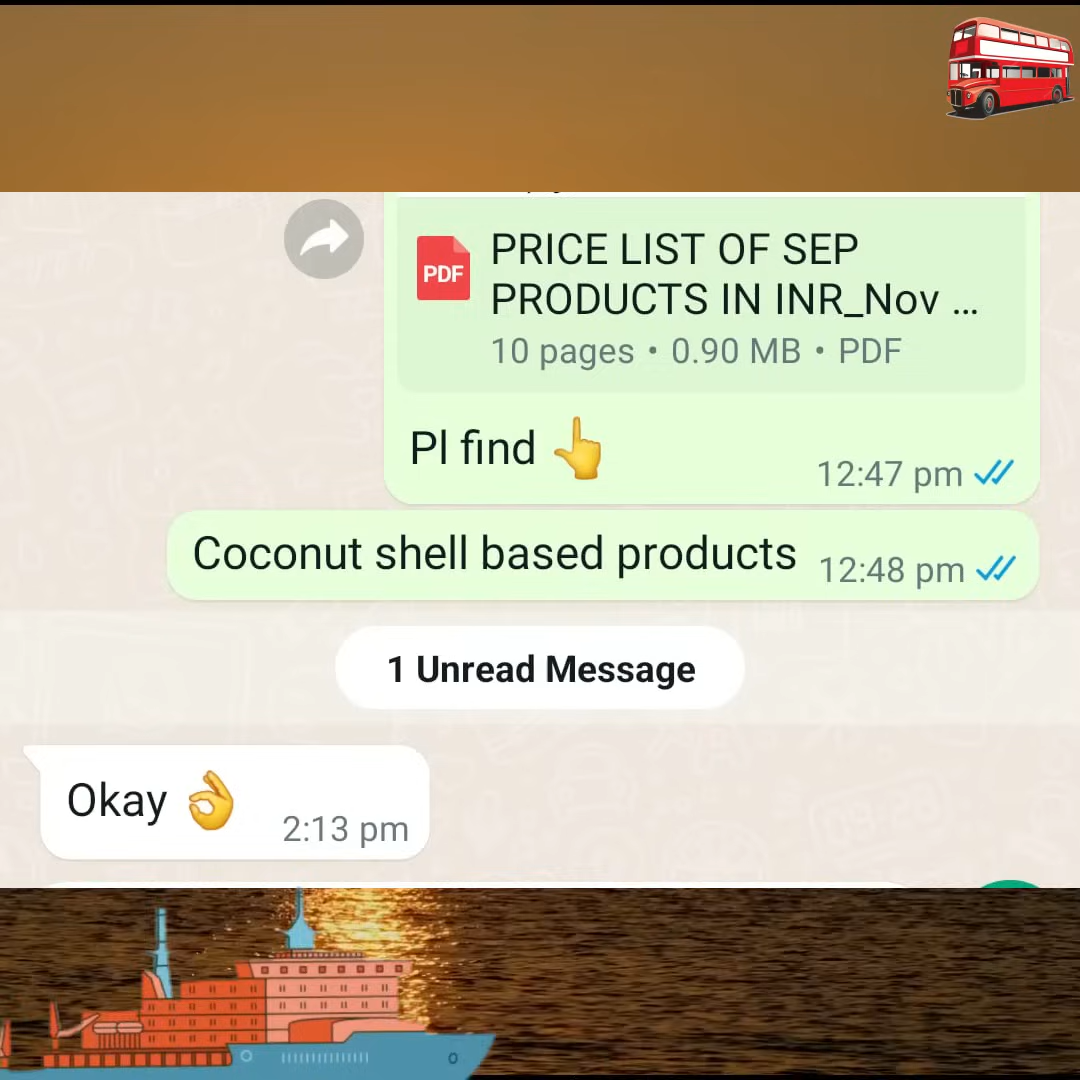 PDF
PRICE LIST OF SEP
PRODUCTS IN INR_Nov ...
10 pages • 0.90 MB • PDF
Pl find 👆
12:47 pm
Coconut shell based products 12:48 pm
1 Unread Message
Okay 👌
2:13 pm